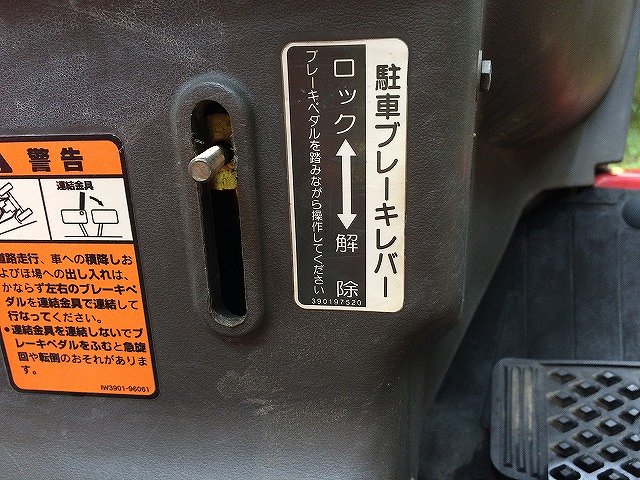 警告
連結金具
道路走行、車への積降しお
よびほ場への出し入れは、
かならず左右のブレーキペ
ダルを連結金具で連結して
行なってください。
●連結金具を連結しないでブ
レーキペダルをふむと急旋
回や転倒のおそれがありま
す。
IW3901-96061
駐車ブレーキレバー
ロック
解除
ブレーキペダルを踏みながら操作してください
390197520